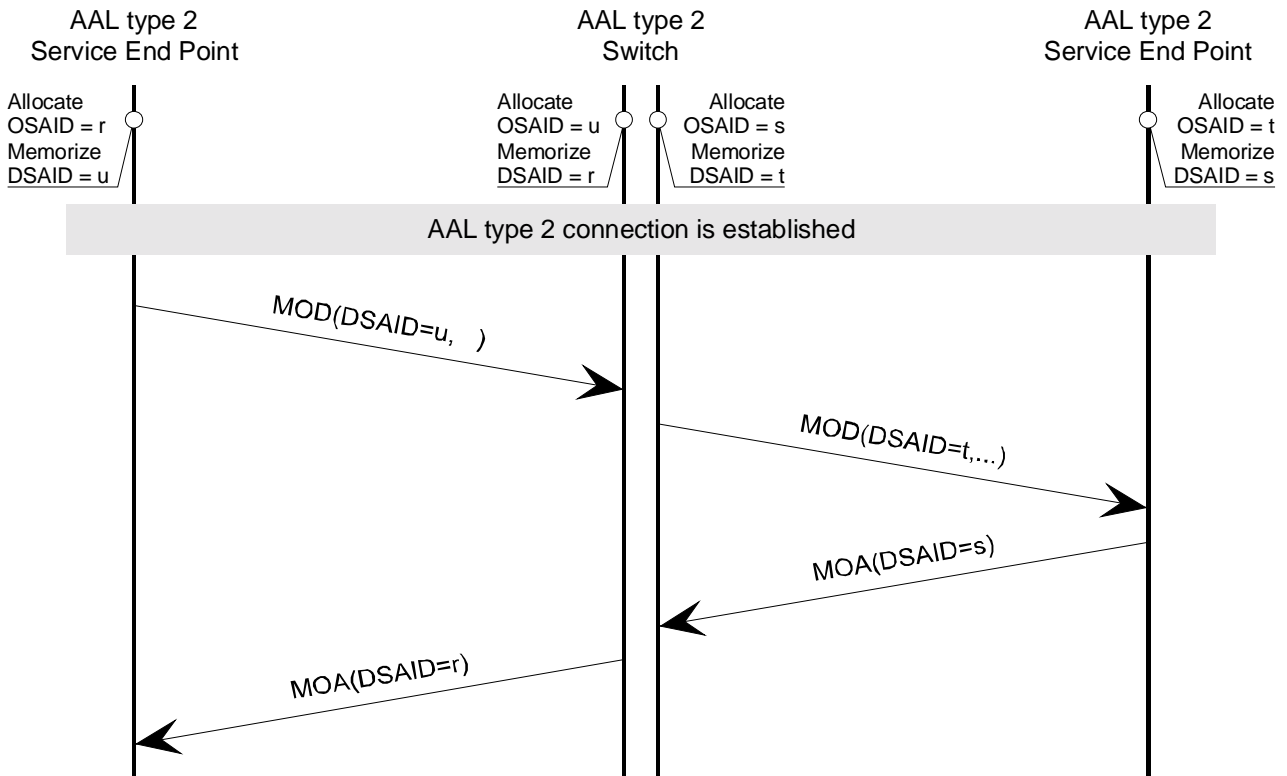 AAL type 2
Service End Point
AAL type 2
Switch
AAL type 2
Service End Point
Allocate
OSAID = r
Memorize
DSAID = u
Allocate
OSAID = u
Memorize
DSAID = r
Allocate
OSAID = s
Memorize
DSAID = t
Allocate
OSAID = t
Memorize
DSAID = s
AAL type 2 connection is established
MOD(DSAID=u, )
MOD(DSAID=t,...)
MOA(DSAID=s)
MOA(DSAID=r)